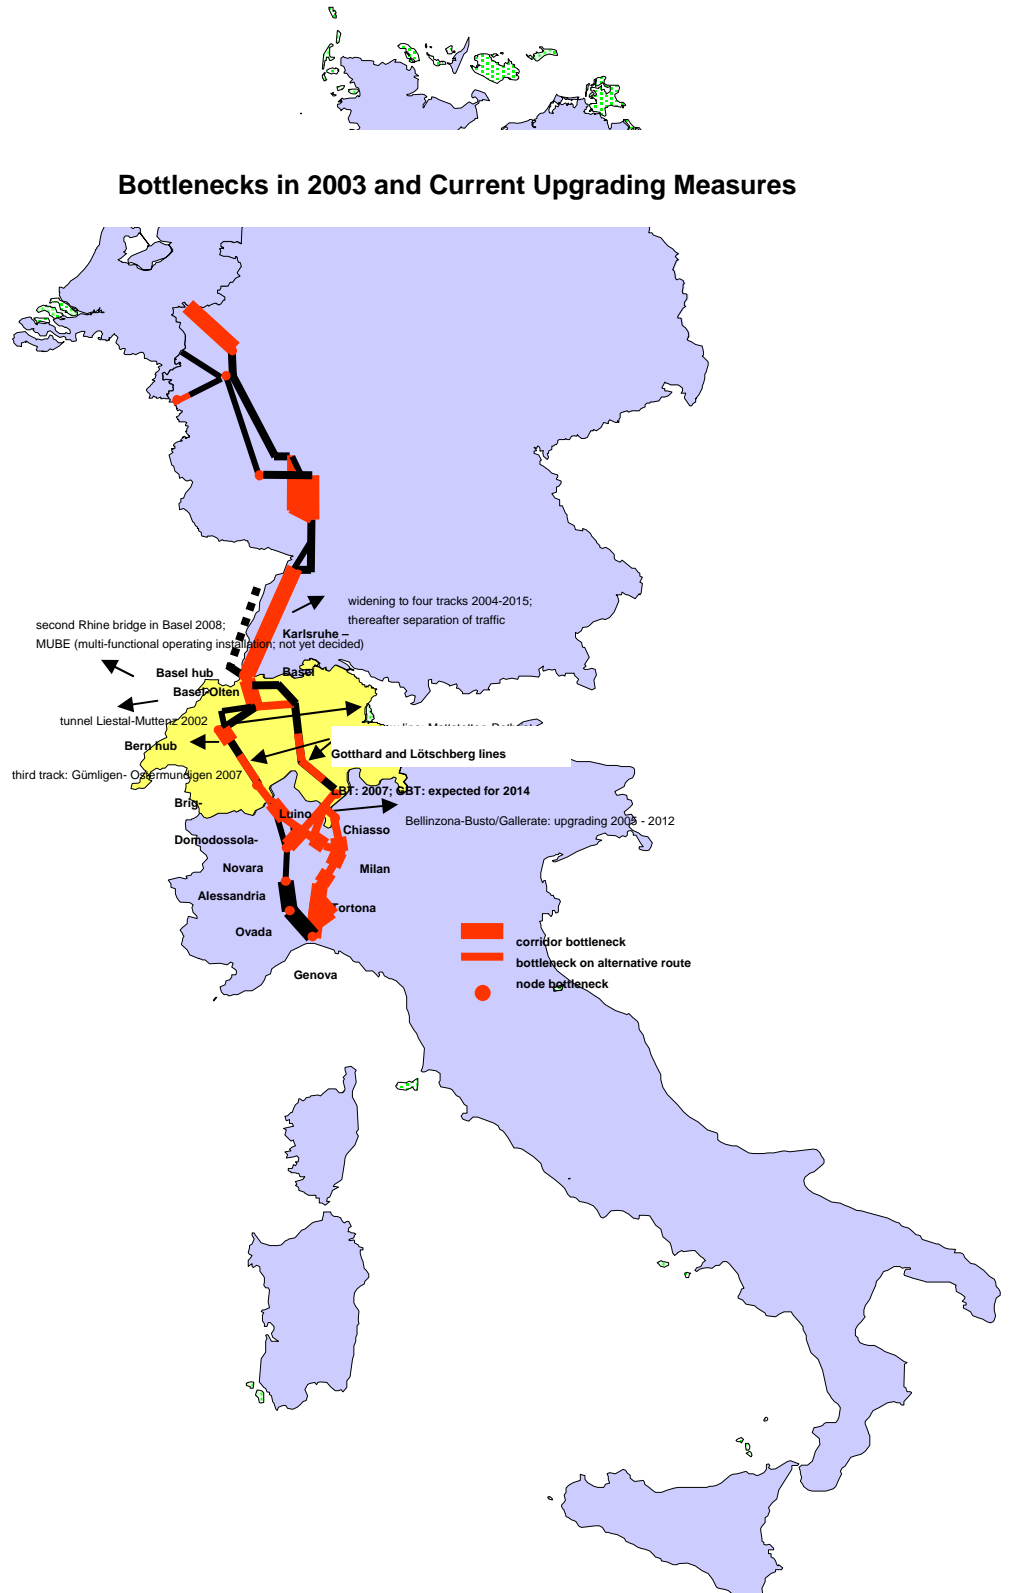 Bottlenecks in 2003 and Current Upgrading Measures
widening to four tracks 2004-2015;
thereafter separation of traffic
second Rhine bridge in Basel 2008;
MUBE (multi-functional operating installation; not yet decided)
Karlsruhe –
Basel
Basel hub
Basel-Olten
tunnel Liestal-Muttenz 2002
Bern hub
Gotthard and Lötschberg lines
third track: Gümligen- Ostermundigen 2007
LBT: 2007; GBT: expected for 2014
Brig-
Luino
Bellinzona-Busto/Gallerate: upgrading 2005 - 2012
Chiasso
Domodossola-
Novara
Milan
Alessandria
Tortona
Ovada
Genova
corridor bottleneck
bottleneck on alternative route
node bottleneck